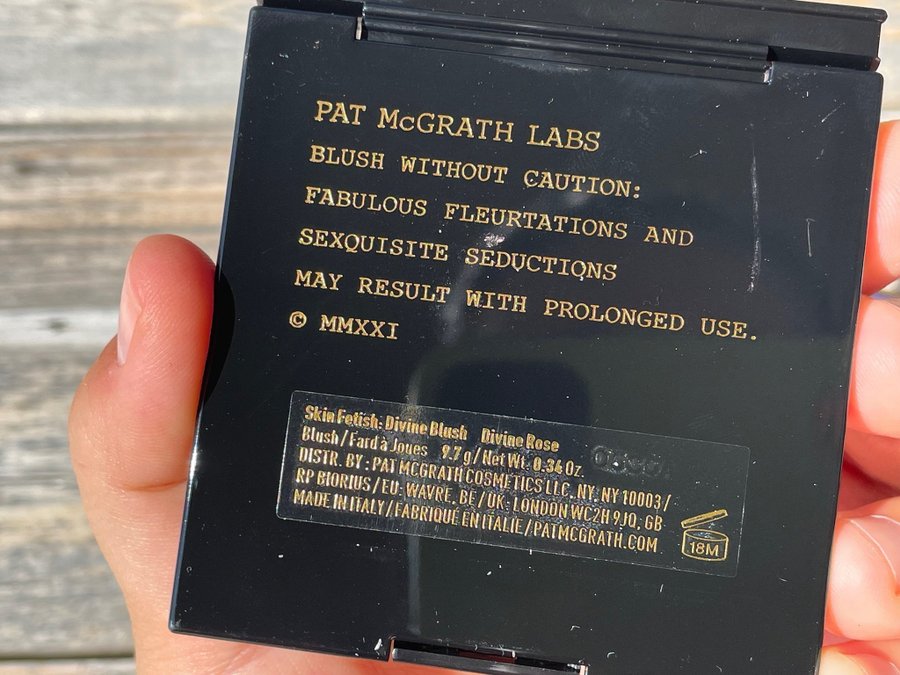 PAT McGRATH LABS
BLUSH WITHOUT CAUTION:
FABULOUS FLEURTATIONS AND
SEXQUISITE SEDUCTIONS
MAY RESULT WITH PROLONGED USE.
© MMXXI
Skin Fetish: Divine Blush Divine Rose
Blush / Fard à Joues 9.7 g / Net Wt. 0.34 Oz.
DISTR. BY : PAT MCGRATH COSMETICS LLC, NY, NY 10003 /
RP BIORIUS / EU: WAVRE, BE / UK: LONDON WC2H 9JQ, GB
MADE IN ITALY / FABRIQUÉ EN ITALIE / PATMCGRATH.COM
18M